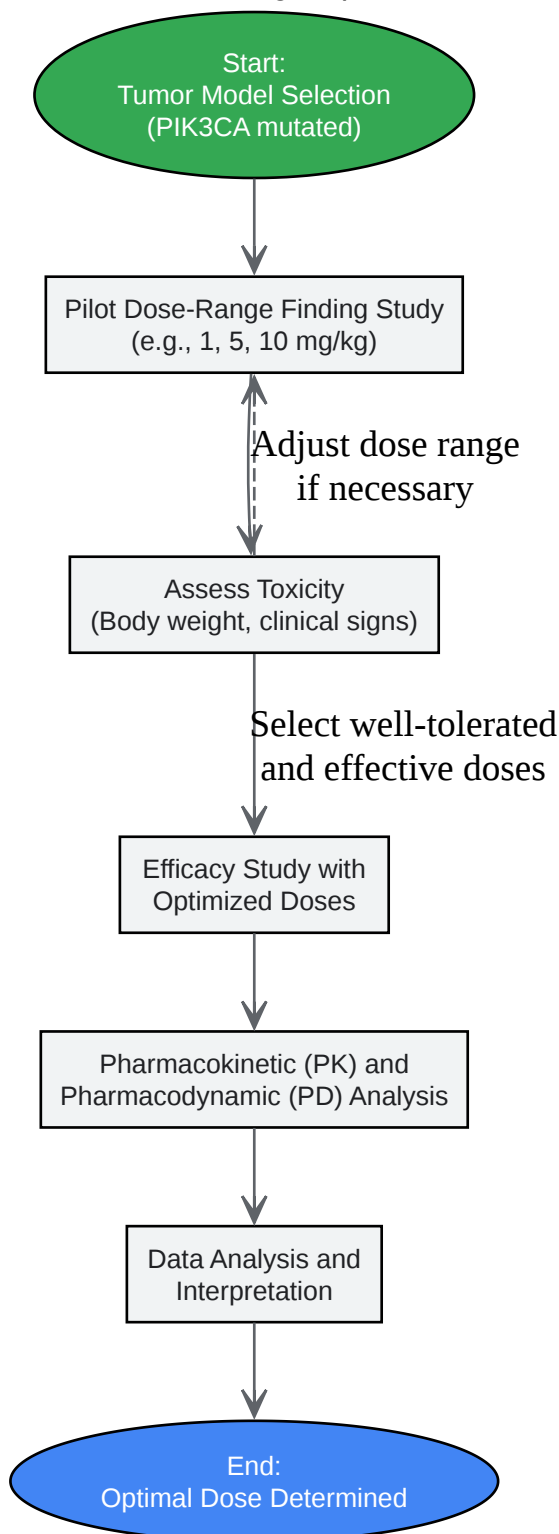 Start:
Tumor Model Selection
(PIK3CA mutated)
Pilot Dose-Range Finding Study
(e.g., 1, 5, 10 mg/kg)
Adjust dose range
if necessary
Assess Toxicity
(Body weight, clinical signs)
Select well-tolerated
and effective doses
Efficacy Study with
Optimized Doses
Pharmacokinetic (PK) and
Pharmacodynamic (PD) Analysis
Data Analysis and
Interpretation
End:
Optimal Dose Determined